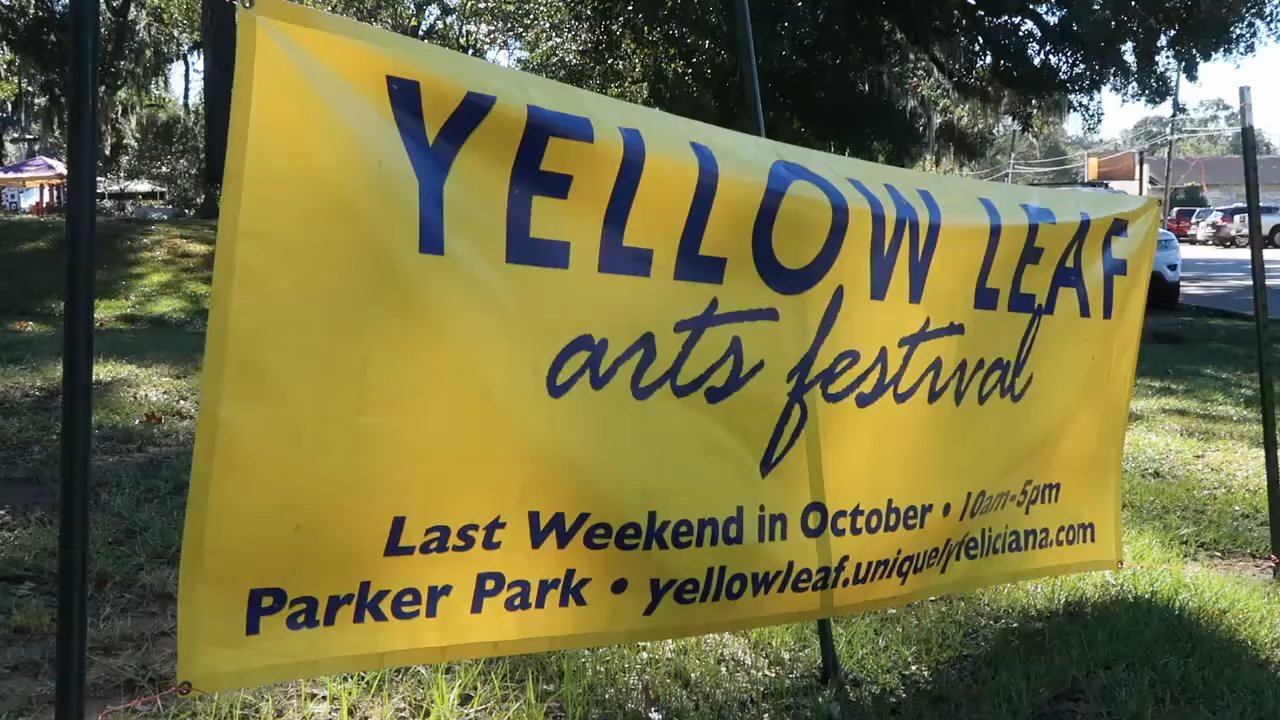 YELLOW LEAF
arts festival
Last Weekend in October • 10am-5pm
Parker Park • yellowleaf.uniquelyfeliciana.com